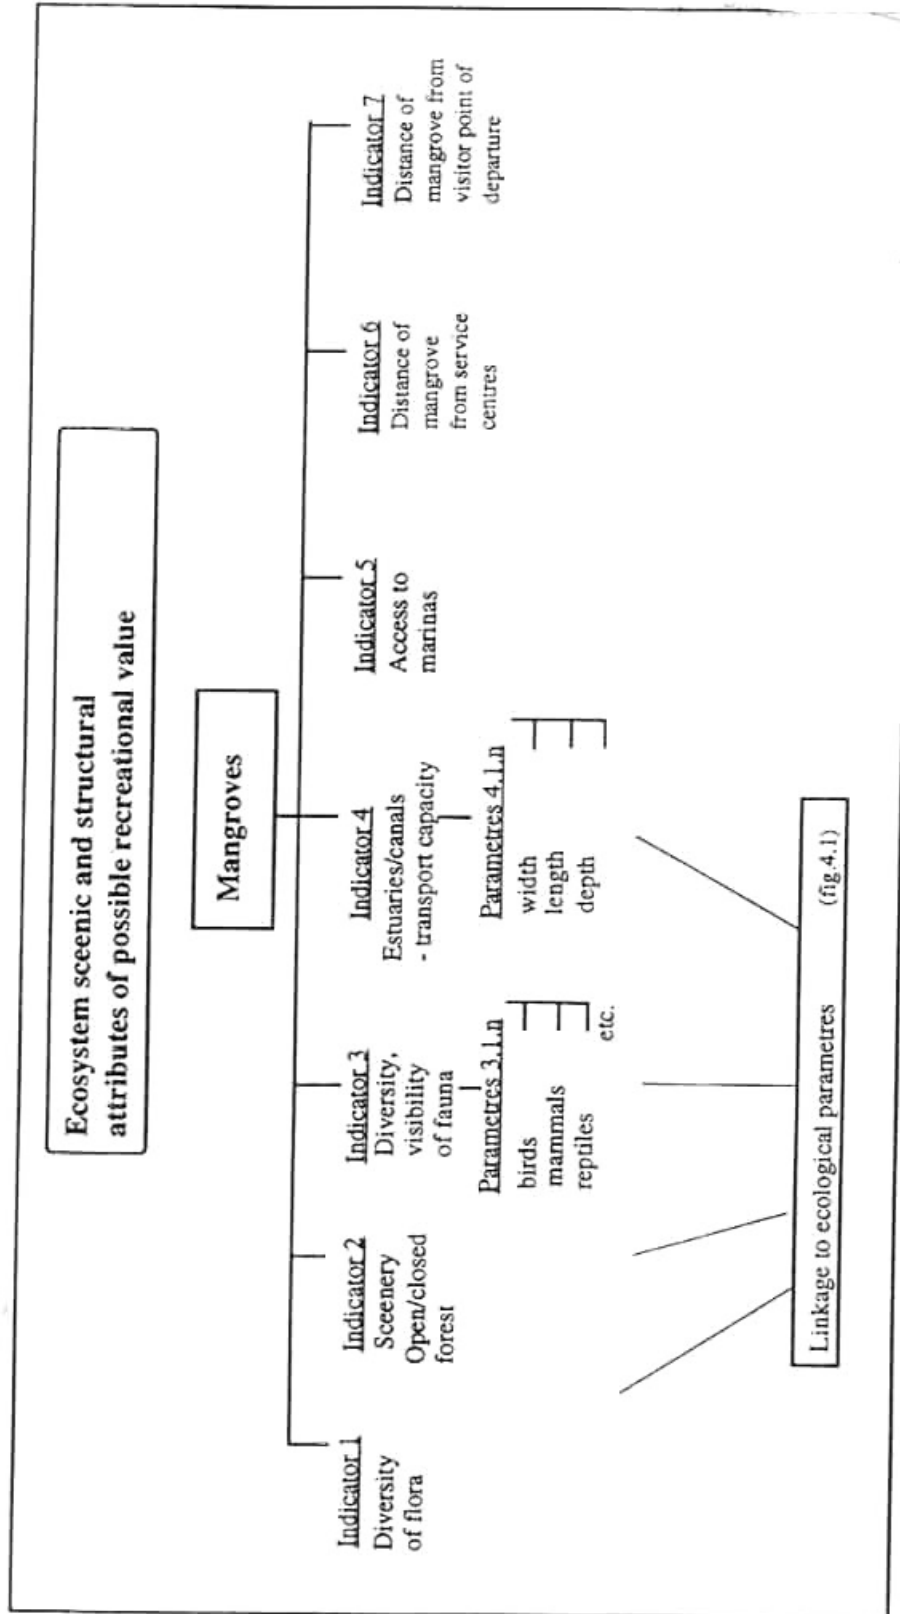 Ecosystem sceenic and structural
attributes of possible recreational value
Mangroves
Indicator 1
Diversity
of flora
Indicator 2
Sceenery
Open/closed
forest
Indicator 3
Diversity,
visibility
of fauna
Parametres 3.1.n
birds
mammals
reptiles
etc.
Indicator 4
Estuaries/canals
- transport capacity
Parametres 4.1.n
width
length
depth
Indicator 5
Access to
marinas
Indicator 6
Distance of
mangrove
from service
centres
Indicator 7
Distance of
mangrove from
visitor point of
departure
Linkage to ecological parametres (fig.4.1)